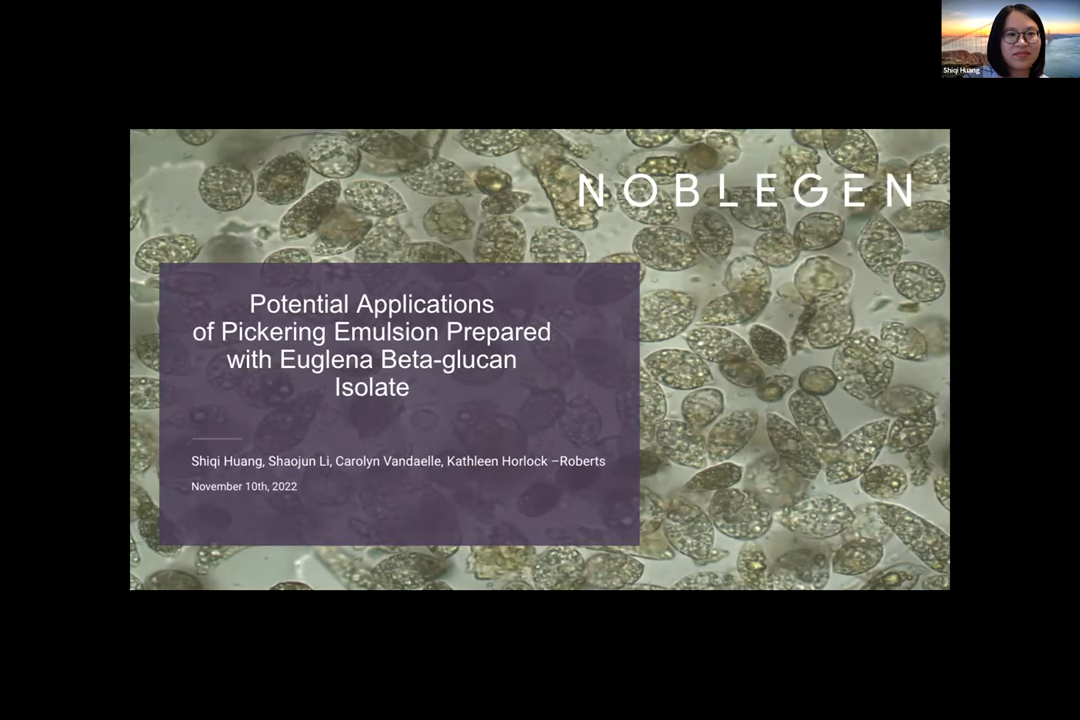 Shiqi Huang
NOBLEGEN
Potential Applications
of Pickering Emulsion Prepared
with Euglena Beta-glucan
Isolate
Shiqi Huang, Shaojun Li, Carolyn Vandaelle, Kathleen Horlock –Roberts
November 10th, 2022